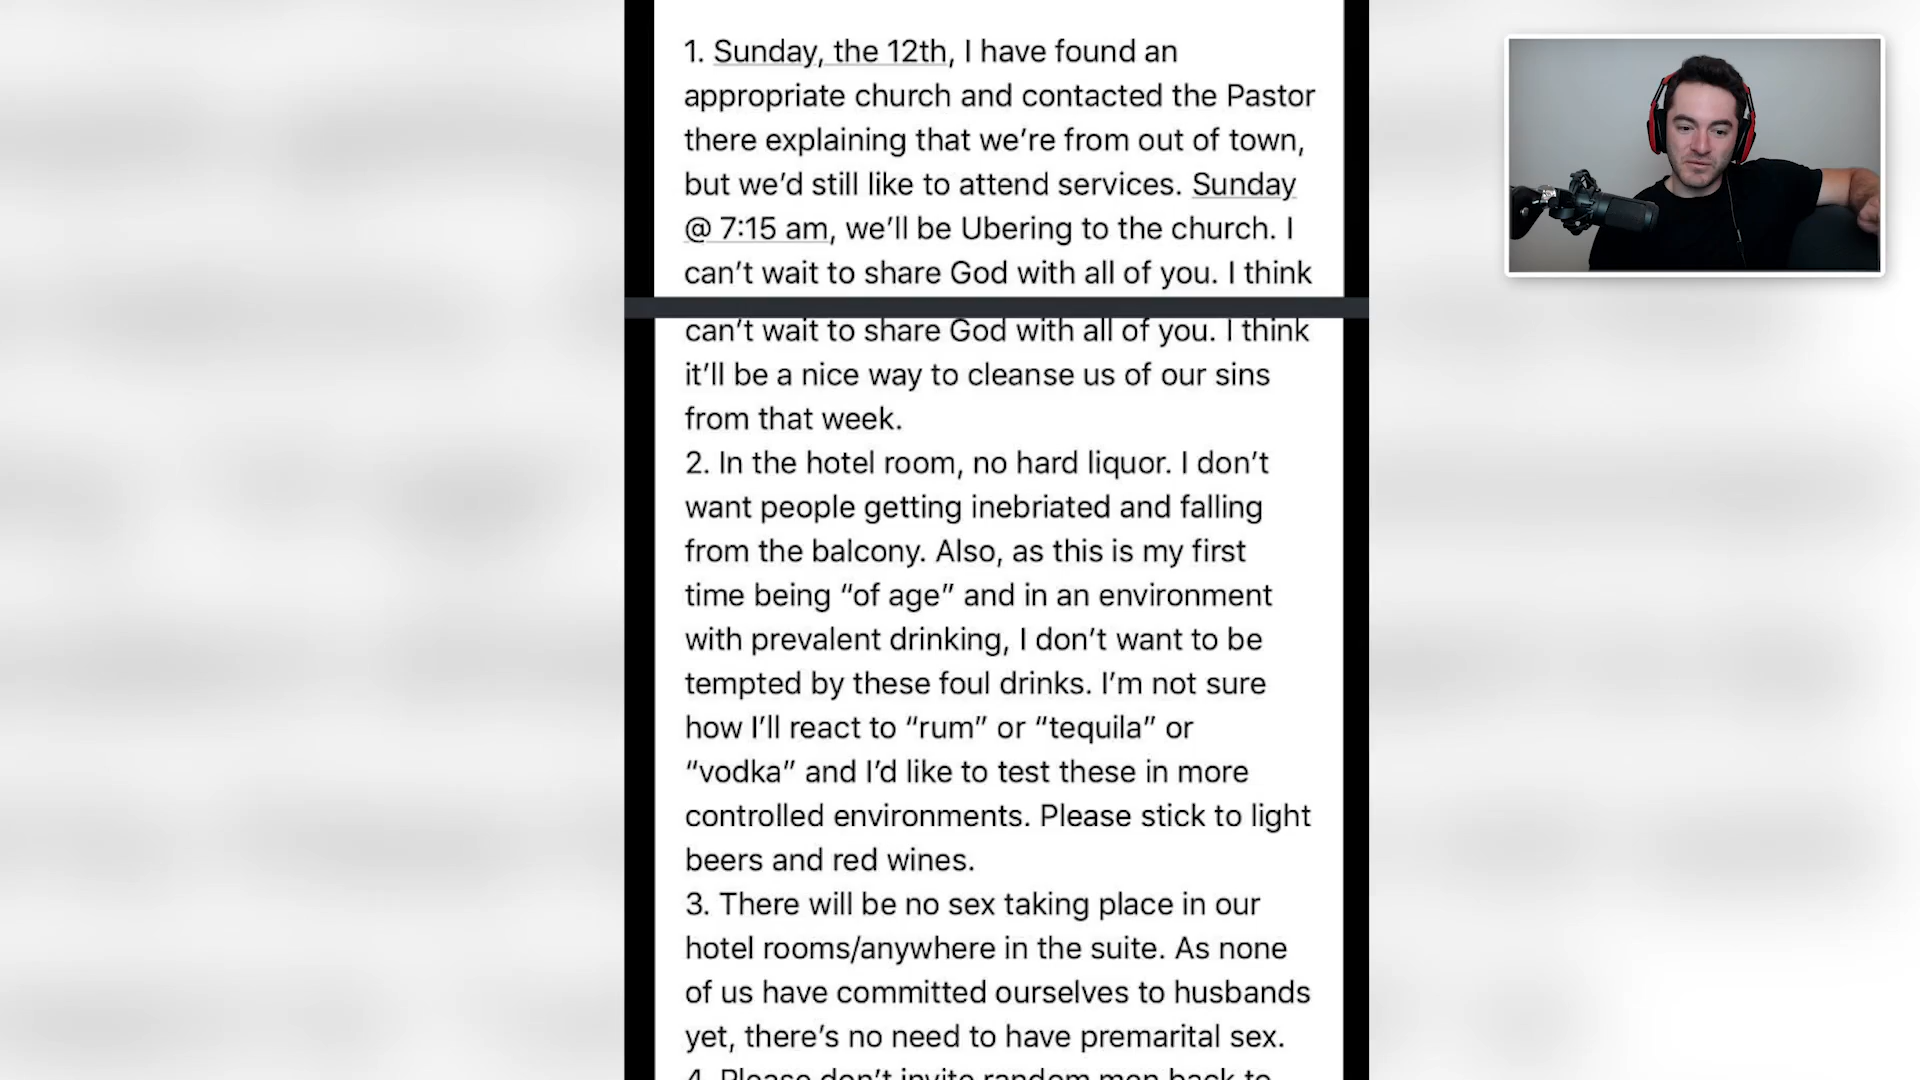 1. Sunday, the 12th, I have found an
appropriate church and contacted the Pastor
there explaining that we’re from out of town,
but we’d still like to attend services. Sunday
@ 7:15 am, we’ll be Ubering to the church. I
can’t wait to share God with all of you. I think
can’t wait to share God with all of you. I think
it’ll be a nice way to cleanse us of our sins
from that week.
2. In the hotel room, no hard liquor. I don’t
want people getting inebriated and falling
from the balcony. Also, as this is my first
time being “of age” and in an environment
with prevalent drinking, I don’t want to be
tempted by these foul drinks. I’m not sure
how I’ll react to “rum” or “tequila” or
“vodka” and I’d like to test these in more
controlled environments. Please stick to light
beers and red wines.
3. There will be no sex taking place in our
hotel rooms/anywhere in the suite. As none
of us have committed ourselves to husbands
yet, there’s no need to have premarital sex.
4. Please don’t invite random men back to